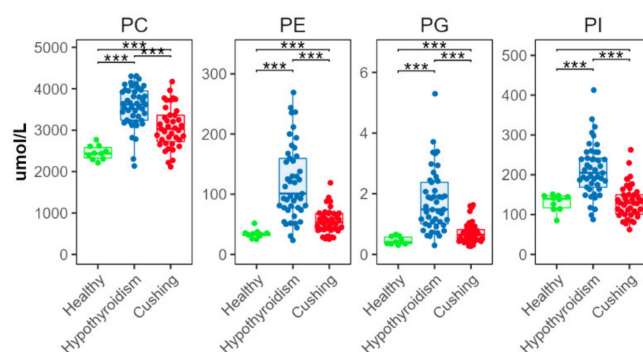 PC
PE
PG
PI
umol/L
5000
4000
3000
2000
1000
0
***
***
***
Healthy
Hypothyroidism
Cushing
300
200
100
0
***
***
***
Healthy
Hypothyroidism
Cushing
6
4
2
0
***
***
***
Healthy
Hypothyroidism
Cushing
500
400
300
200
100
0
***
***
Healthy
Hypothyroidism
Cushing